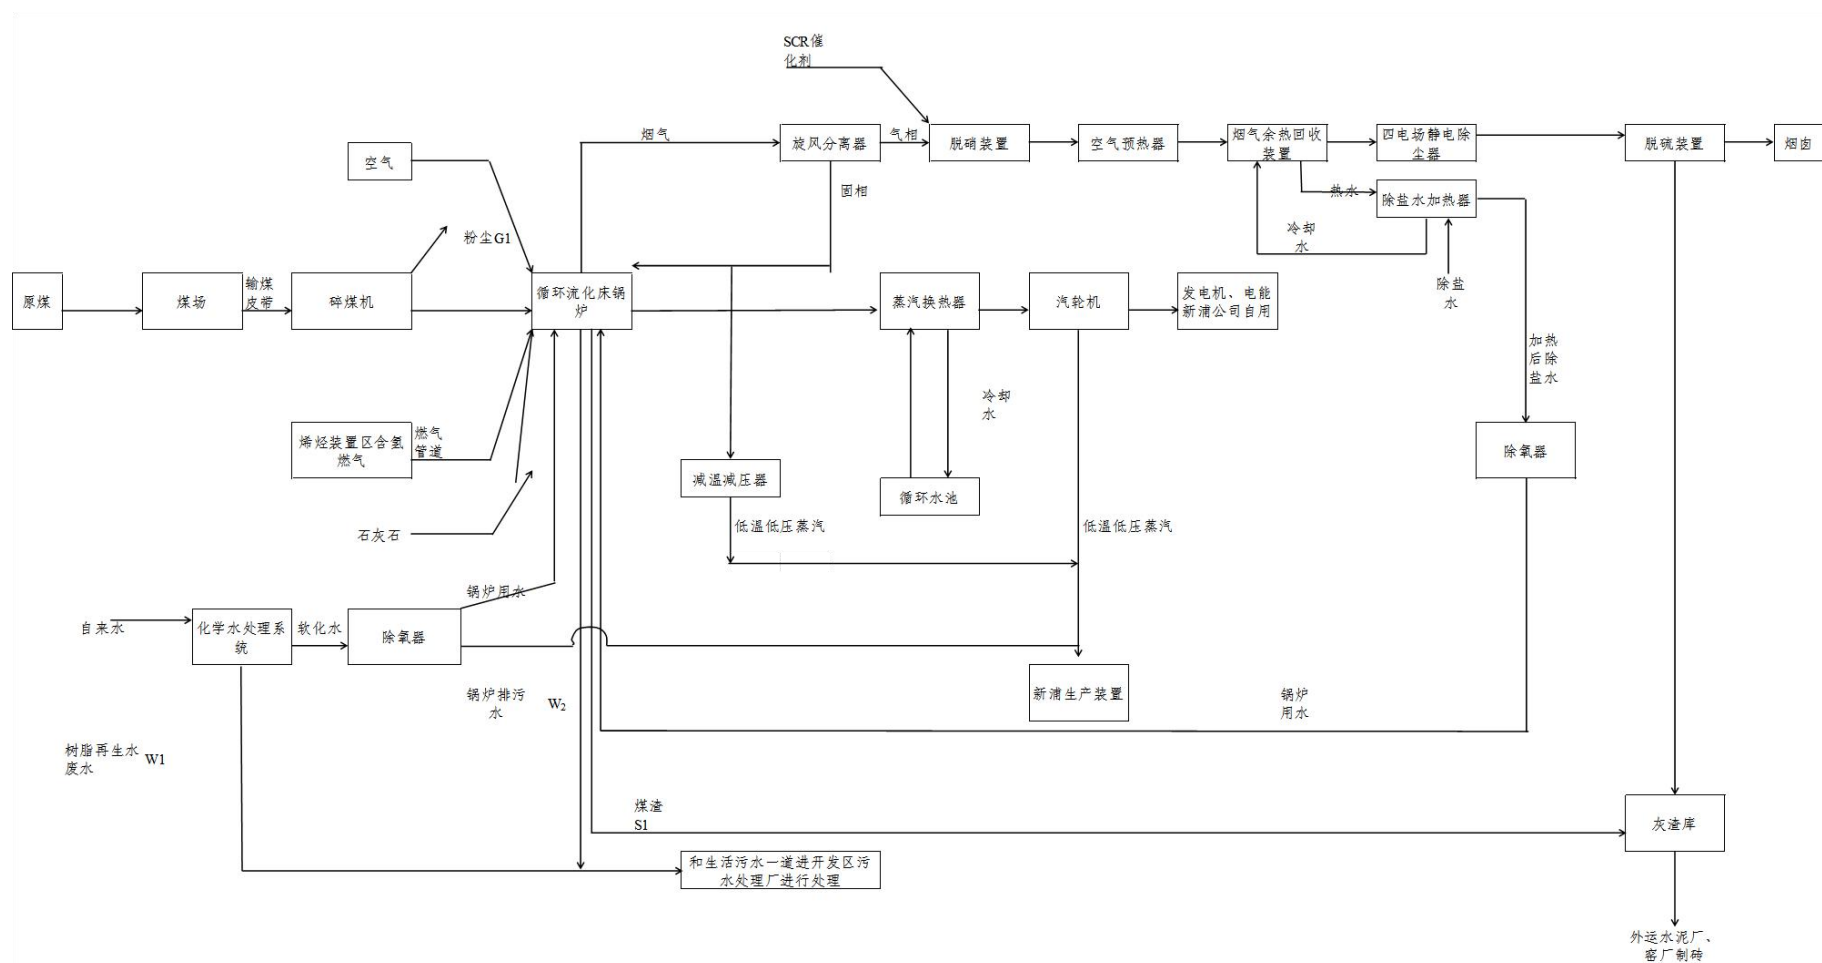 SCR催
化剂
烟气
旋风分离器
气相
脱硝装置
空气预热器
烟气余热回收
装置
四电场静电除
尘器
脱硫装置
烟囱
空气
固相
热水
除盐水加热器
粉尘G1
冷却
水
除盐
水
原煤
煤场
输煤
皮带
碎煤机
循环流化床锅
炉
蒸汽换热器
汽轮机
发电机、电能
新浦公司自用
加热
后除
盐水
冷却
水
烯烃装置区含氢
燃气
燃气
管道
除氧器
减温减压器
循环水池
石灰石
低温低压蒸汽
低温低压蒸汽
锅炉用水
自来水
化学水处理系
统
软化水
除氧器
锅炉排污
水
W2
新浦生产装置
锅炉
用水
树脂再生水
废水
W1
煤渣
S1
灰渣库
和生活污水一道进开发区污
水处理厂进行处理
外运水泥厂、
窑厂制砖